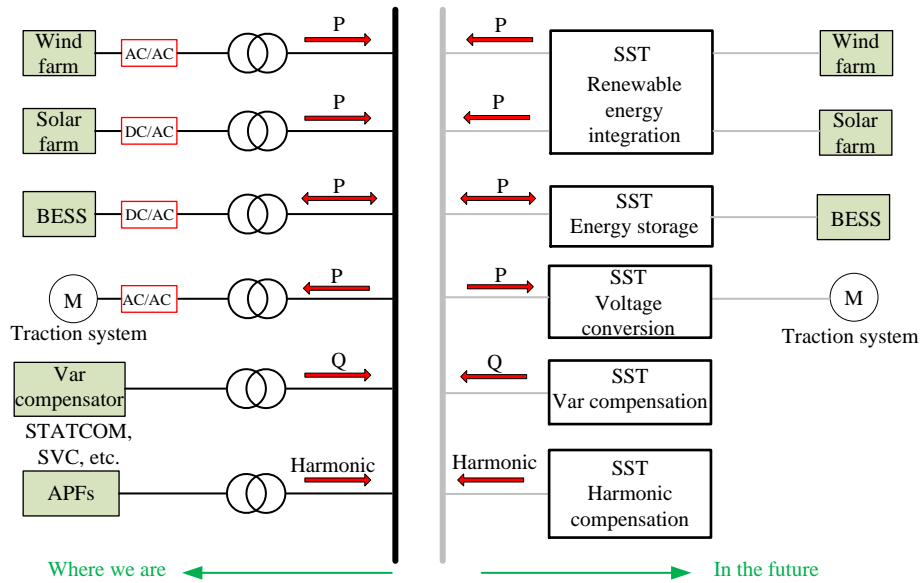 Wind
farm
AC/AC
P
Solar
farm
DC/AC
P
BESS
DC/AC
P
M
AC/AC
P
Traction system
Var
compensator
Q
STATCOM,
SVC, etc.
APFs
Harmonic
Where we are
P
SST
Renewable
energy
integration
Wind
farm
P
Solar
farm
P
SST
Energy storage
BESS
P
SST
Voltage
conversion
M
Traction system
Q
SST
Var compensation
Harmonic
SST
Harmonic
compensation
In the future